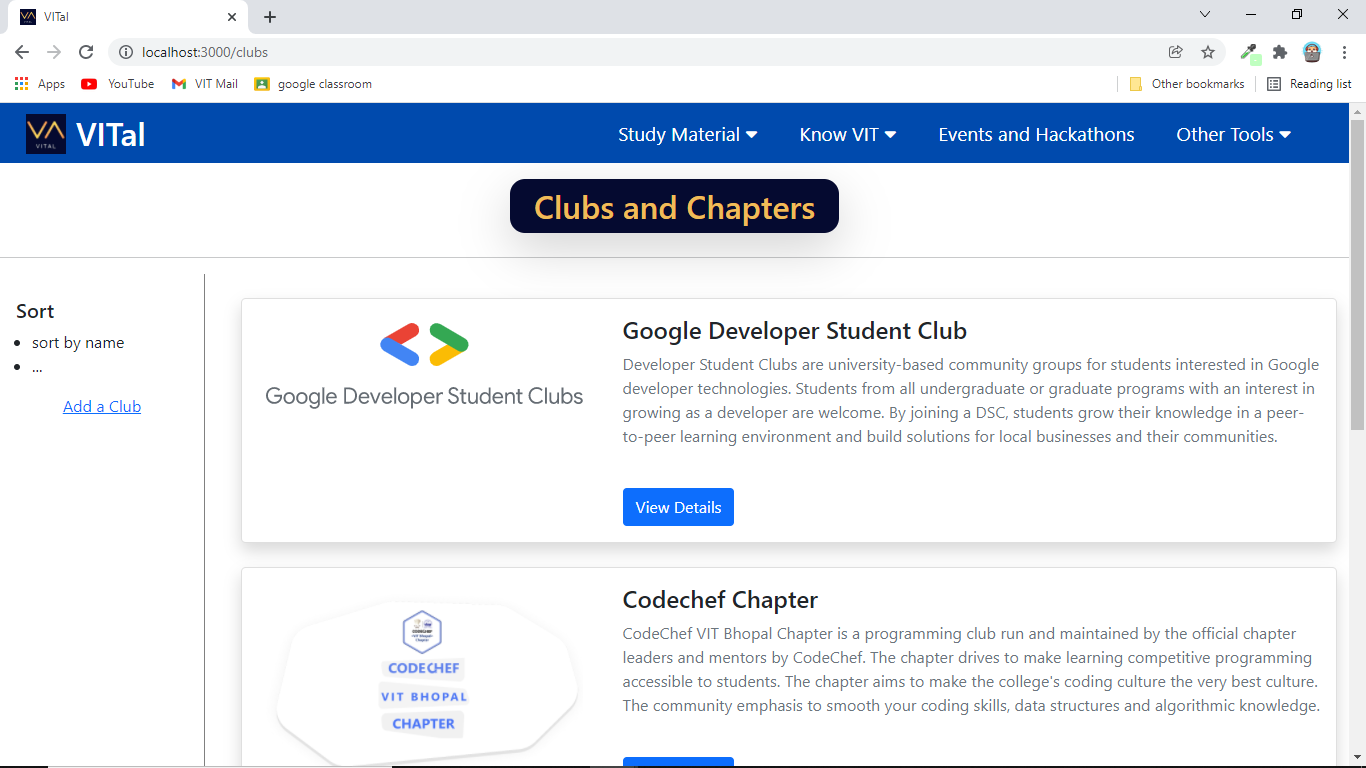 VITal
localhost:3000/clubs
Apps YouTube VIT Mail google classroom Other bookmarks Reading list
VA VITAL VITal Study Material Know VIT Events and Hackathons Other Tools
Clubs and Chapters
Sort
• sort by name
• ...
Add a Club
Google Developer Student Clubs
Google Developer Student Club
Developer Student Clubs are university-based community groups for students interested in Google
developer technologies. Students from all undergraduate or graduate programs with an interest in
growing as a developer are welcome. By joining a DSC, students grow their knowledge in a peer-
to-peer learning environment and build solutions for local businesses and their communities.
View Details
CODECHEF
VIT BHOPAL
CHAPTER
Codechef Chapter
CodeChef VIT Bhopal Chapter is a programming club run and maintained by the official chapter
leaders and mentors by CodeChef. The chapter drives to make learning competitive programming
accessible to students. The chapter aims to make the college's coding culture the very best culture.
The community emphasis to smooth your coding skills, data structures and algorithmic knowledge.